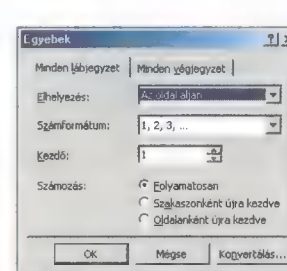 Egyebek
Minden lábjegyzet Minden végjegyzet
Elhelyezés: Az oldal alján
Számformátum: 1, 2, 3, ...
Kezdő: 1
Számozás: Folyamatosan
Szakaszonként újra kezdve
Oldalanként újra kezdve
OK Mégse Konvertálás...